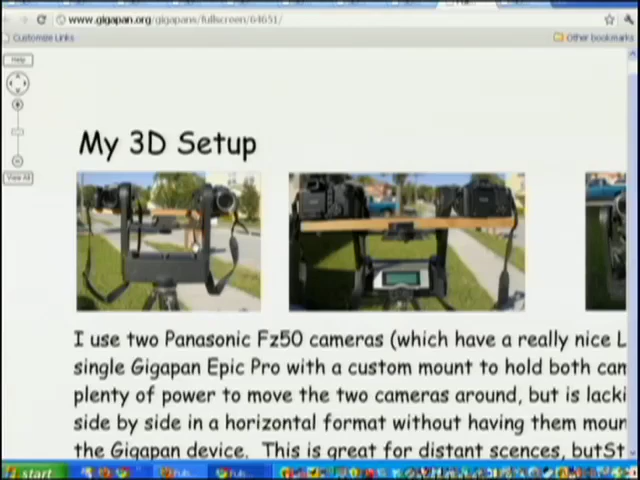 www.gigapan.org/gigapans/fullscreen/64651/
Customize Links
Other bookmarks
Help
View All
My 3D Setup
I use two Panasonic Fz50 cameras (which have a really nice L
single Gigapan Epic Pro with a custom mount to hold both cam
plenty of power to move the two cameras around, but is lacki
side by side in a horizontal format without having them moun
the Gigapan device. This is great for distant scences, butSt
start